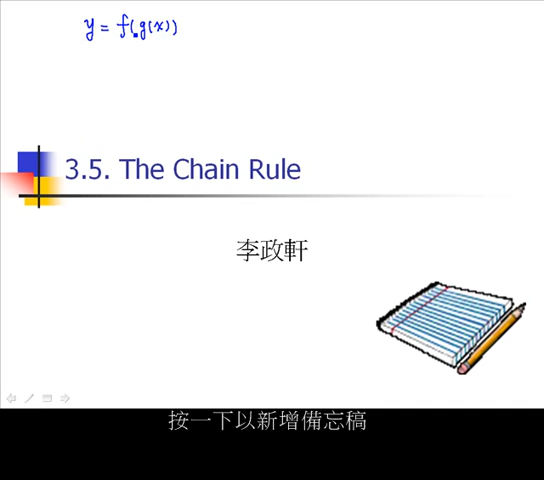 y = f(g(x))
3.5. The Chain Rule
李政軒
按一下以新增備忘稿